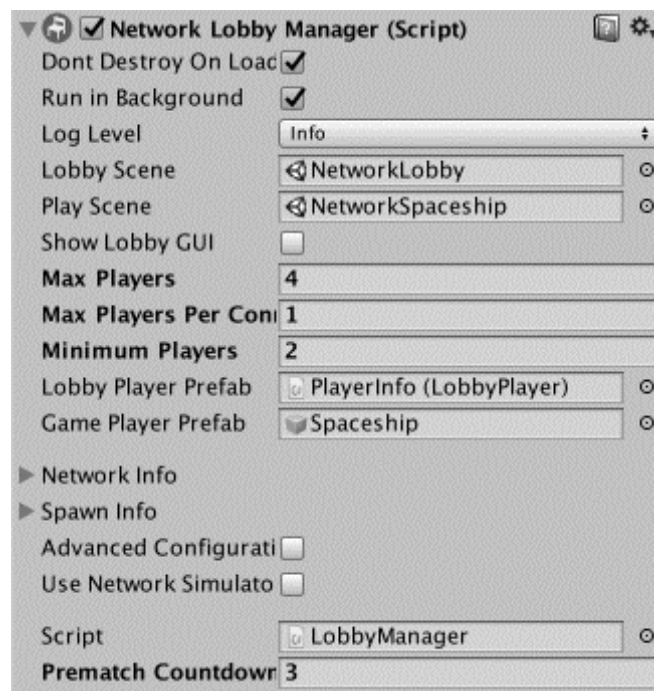 Network Lobby Manager (Script)
Dont Destroy On Load
Run in Background
Log Level Info
Lobby Scene NetworkLobby
Play Scene NetworkSpaceship
Show Lobby GUI
Max Players 4
Max Players Per Con 1
Minimum Players 2
Lobby Player Prefab PlayerInfo (LobbyPlayer)
Game Player Prefab Spaceship
Network Info
Spawn Info
Advanced Configurati
Use Network Simulato
Script LobbyManager
Prematch Countdown 3